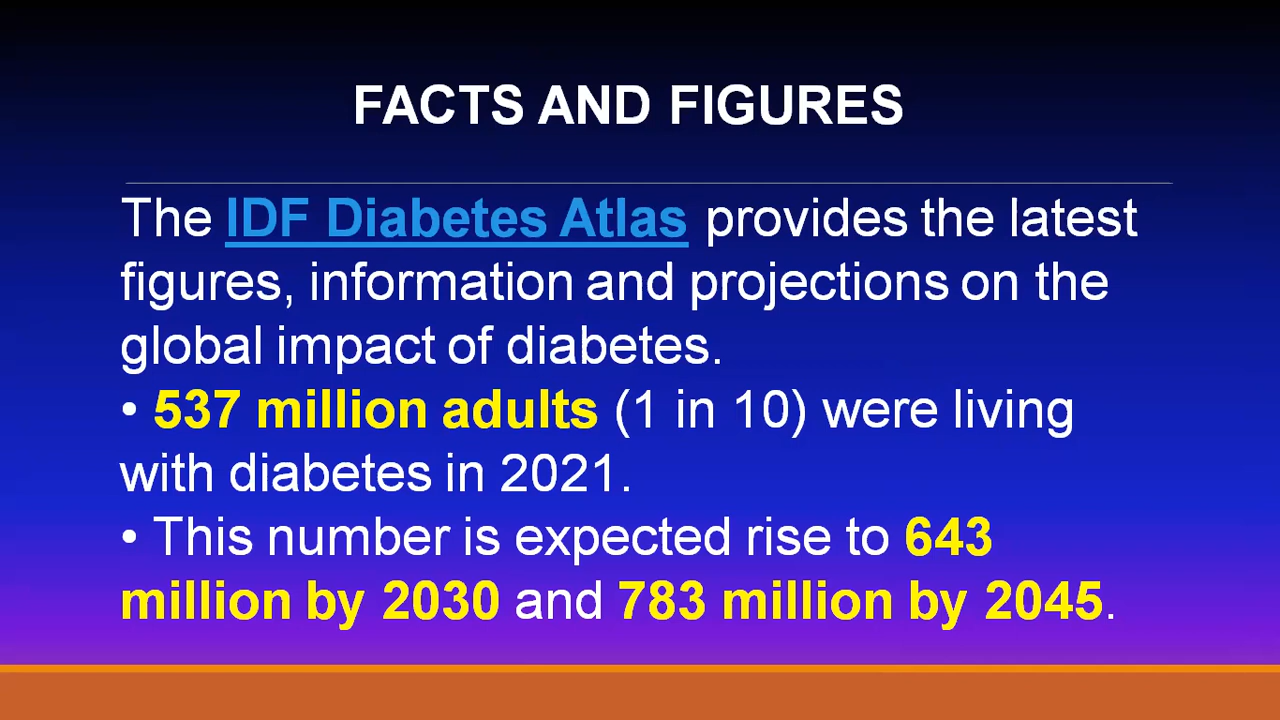 FACTS AND FIGURES
The IDF Diabetes Atlas provides the latest
figures, information and projections on the
global impact of diabetes.
• 537 million adults (1 in 10) were living
with diabetes in 2021.
• This number is expected rise to 643
million by 2030 and 783 million by 2045.